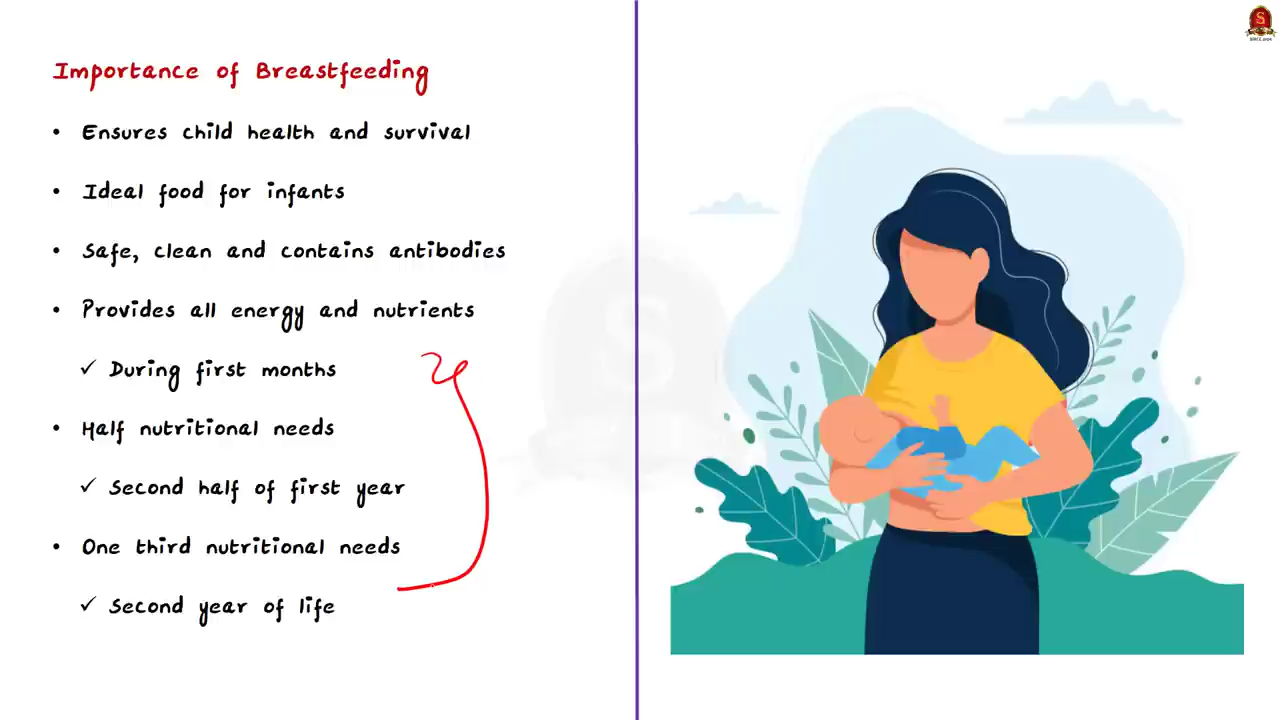 Importance of Breastfeeding
• Ensures child health and survival
• Ideal food for infants
• Safe, clean and contains antibodies
• Provides all energy and nutrients
✓ During first months
• Half nutritional needs
✓ Second half of first year
• One third nutritional needs
✓ Second year of life
S